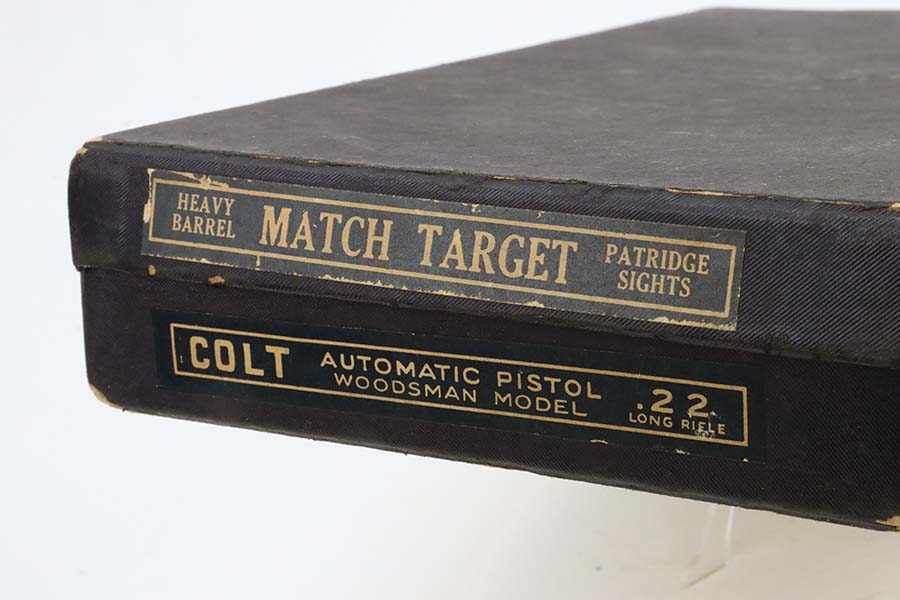 HEAVY
BARREL
MATCH TARGET
PATRIDGE
SIGHTS
COLT
AUTOMATIC PISTOL
WOODSMAN MODEL
.22
LONG RIFLE